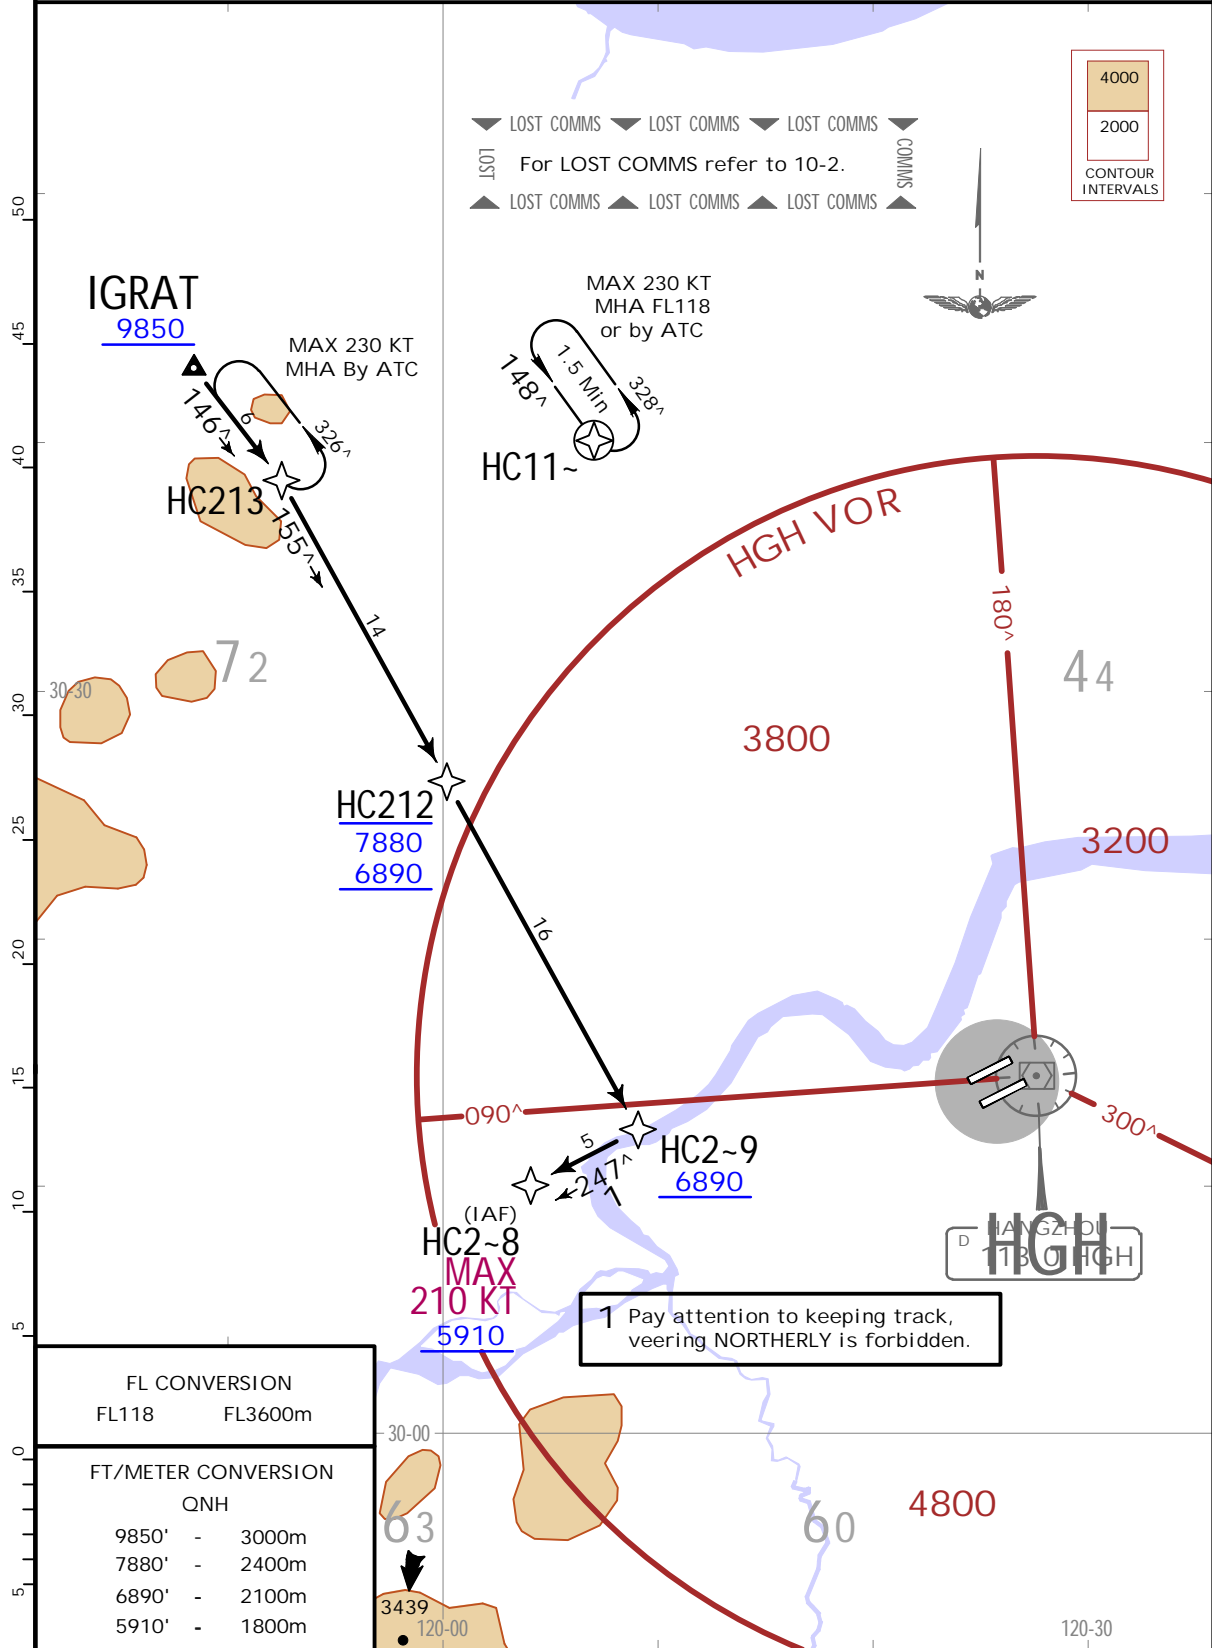 4000
2000
CONTOUR
INTERVALS
LOST COMMS LOST COMMS LOST COMMS
LOST For LOST COMMS refer to 10-2. COMMS
LOST COMMS LOST COMMS LOST COMMS
N
IGRAT
9850
MAX 230 KT
MHA By ATC
146^
6
326^
HC213
MAX 230 KT
MHA FL118
or by ATC
1.5 Min
148^
328^
HC11~
155^
14
HGH VOR
180^
72
44
30-30
3800
3200
HC212
7880
6890
16
090^
300^
5
247^
1
HC2~9
6890
(IAF)
HC2~8
MAX
210 KT
5910
HANGZHOU
D 113.0 HGH
HGH
1 Pay attention to keeping track,
veering NORTHERLY is forbidden.
FL CONVERSION
FL118 FL3600m
FT/METER CONVERSION
QNH
9850' - 3000m
7880' - 2400m
6890' - 2100m
5910' - 1800m
30-00
63
60
4800
3439
120-00
120-30
50
45
40
35
30
25
20
15
10
5
0
5